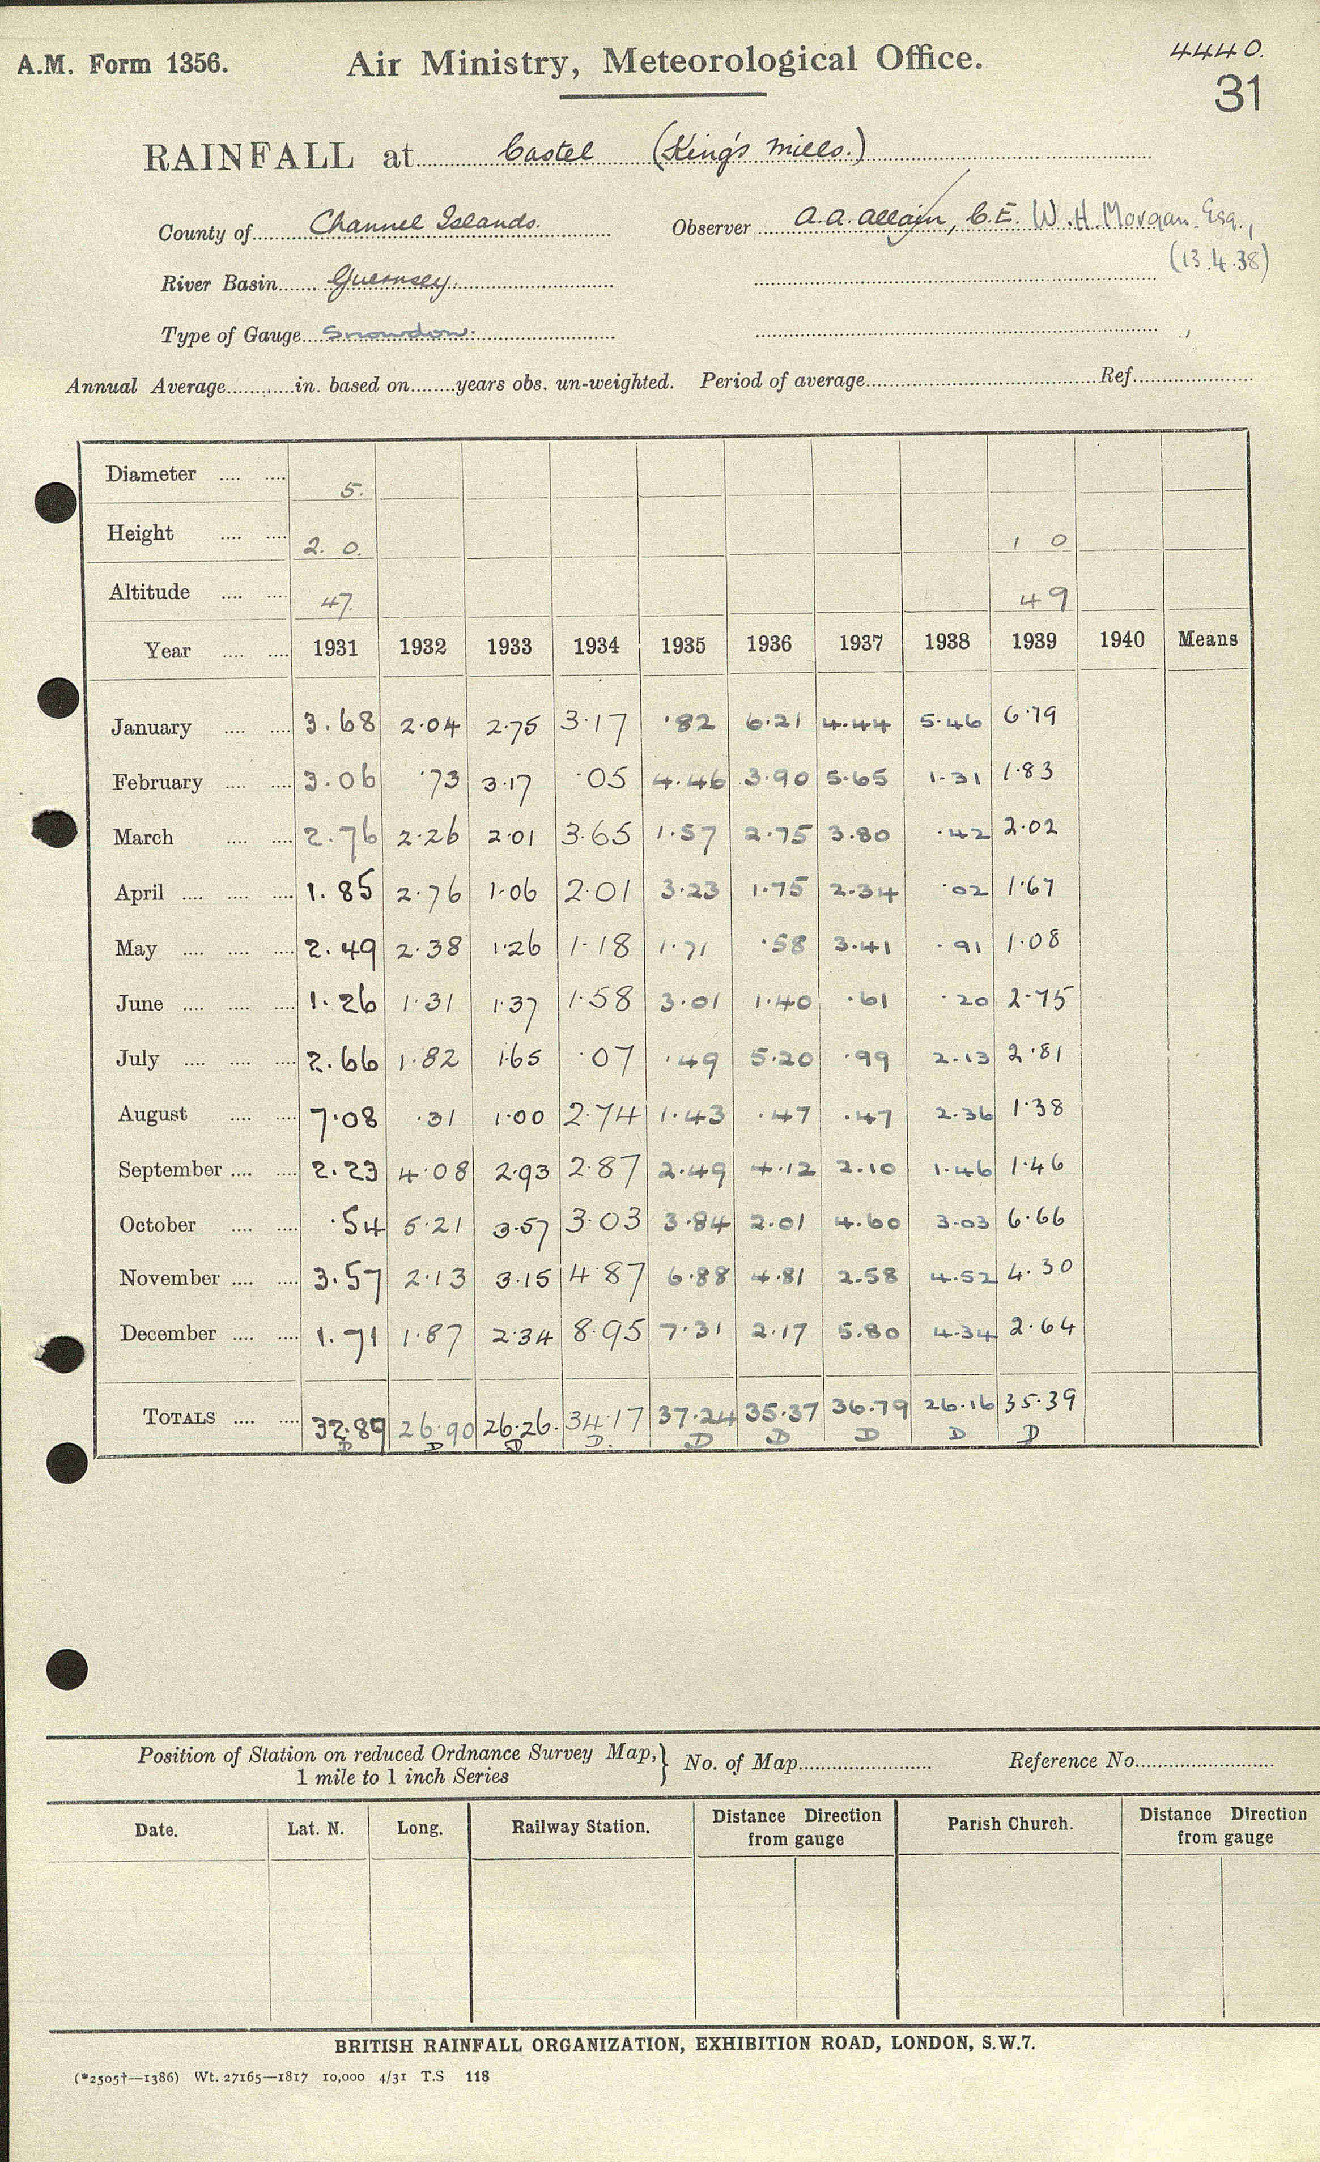 A.M. Form 1356. Air Ministry, Meteorological Office. 4440.
31
RAINFALL at Castel (King's Mills.)
County of Channel Islands. Observer A.A. Allain, C.E. W.H. Morgan Esq.,
(13.4.38)
River Basin Guernsey.
Type of Gauge Snowdon.
Annual Average in. based on years obs. un-weighted. Period of average Ref.
Diameter 5.
Height 2. 0. 1 0
Altitude 47. 49
Year 1931 1932 1933 1934 1935 1936 1937 1938 1939 1940 Means
January 3.68 2.04 2.75 3.17 .82 6.21 4.44 5.46 6.79
February 3.06 .73 3.17 .05 4.46 3.90 5.65 1.31 1.83
March 2.76 2.26 2.01 3.65 1.57 2.75 3.80 .42 2.02
April 1.85 2.76 1.06 2.01 3.23 1.75 2.34 .02 1.67
May 2.49 2.38 1.26 1.18 1.71 .58 3.41 .91 1.08
June 1.26 1.31 1.37 1.58 3.01 1.40 .61 .20 2.75
July 2.66 1.82 1.65 .07 .49 5.20 .99 2.13 2.81
August 7.08 .31 1.00 2.74 1.43 .47 .47 2.36 1.38
September 2.23 4.08 2.93 2.87 2.49 4.12 2.10 1.46 1.46
October .54 5.21 3.57 3.03 3.84 2.01 4.60 3.03 6.66
November 3.57 2.13 3.15 4.87 6.88 4.81 2.58 4.52 4.30
December 1.71 1.87 2.34 8.95 7.31 2.17 5.80 4.34 2.64
TOTALS 32.89 26.90 26.26. 34.17 37.24 35.37 36.79 26.16 35.39
D D D D. D D D D D
Position of Station on reduced Ordnance Survey Map,} No. of Map Reference No.
1 mile to 1 inch Series
Date. Lat. N. Long. Railway Station. Distance Direction from gauge Parish Church. Distance Direction from gauge
BRITISH RAINFALL ORGANIZATION, EXHIBITION ROAD, LONDON, S.W.7.
(*2505†—1386) Wt. 27165—1817 10,000 4/31 T.S 118